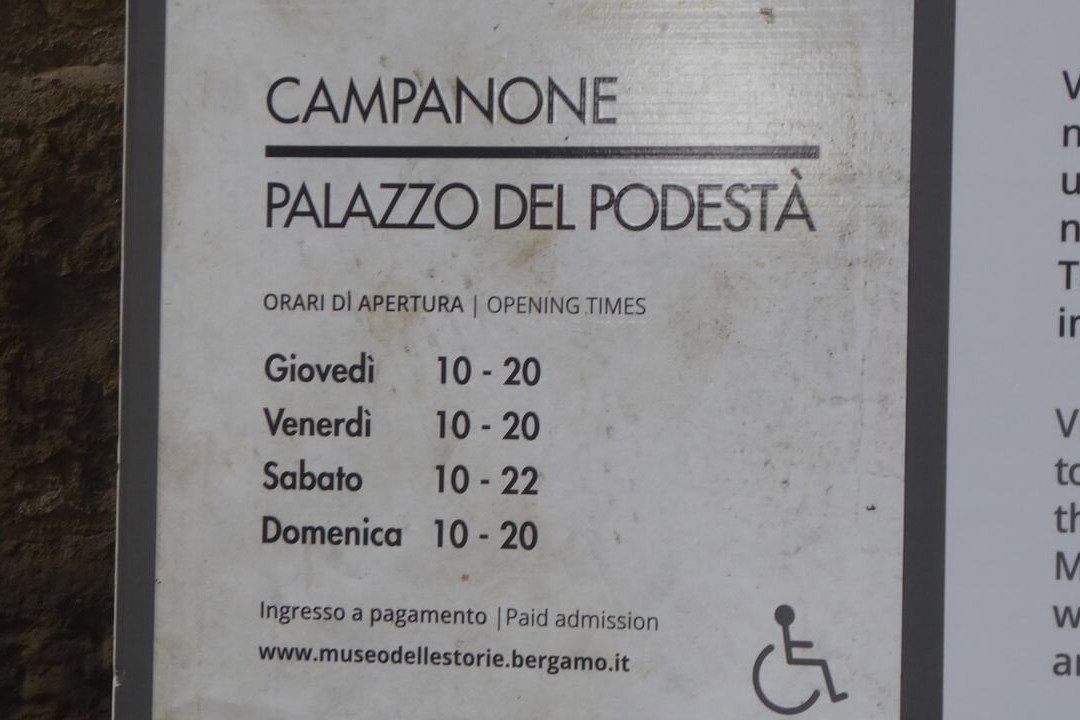 CAMPANONE
PALAZZO DEL PODESTÀ
ORARI DÌ APERTURA | OPENING TIMES
Giovedì 10 - 20
Venerdì 10 - 20
Sabato 10 - 22
Domenica 10 - 20
Ingresso a pagamento |Paid admission
www.museodellestorie.bergamo.it